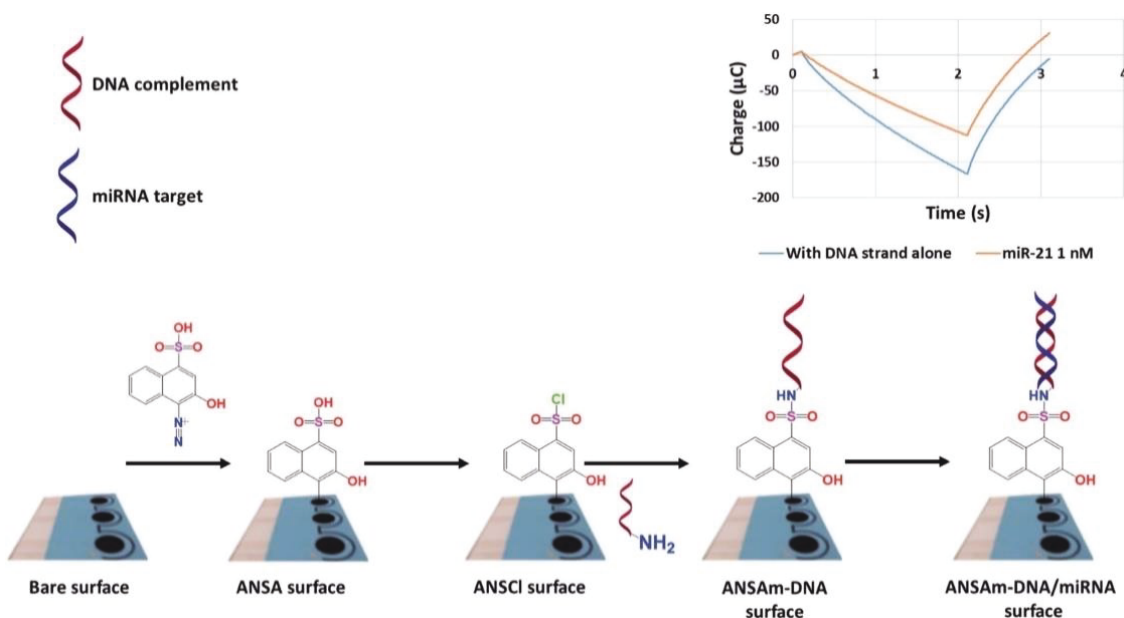 DNA complement
miRNA target
50
0
-50
-100
-150
-200
0
1
2
3
4
Charge (µC)
Time (s)
With DNA strand alone
miR-21 1 nM
OH
O=S=O
OH
N+
N
OH
O=S=O
OH
Cl
O=S=O
OH
NH2
HN
O=S=O
OH
HN
O=S=O
OH
Bare surface
ANSA surface
ANSCl surface
ANSAm-DNA
surface
ANSAm-DNA/miRNA
surface